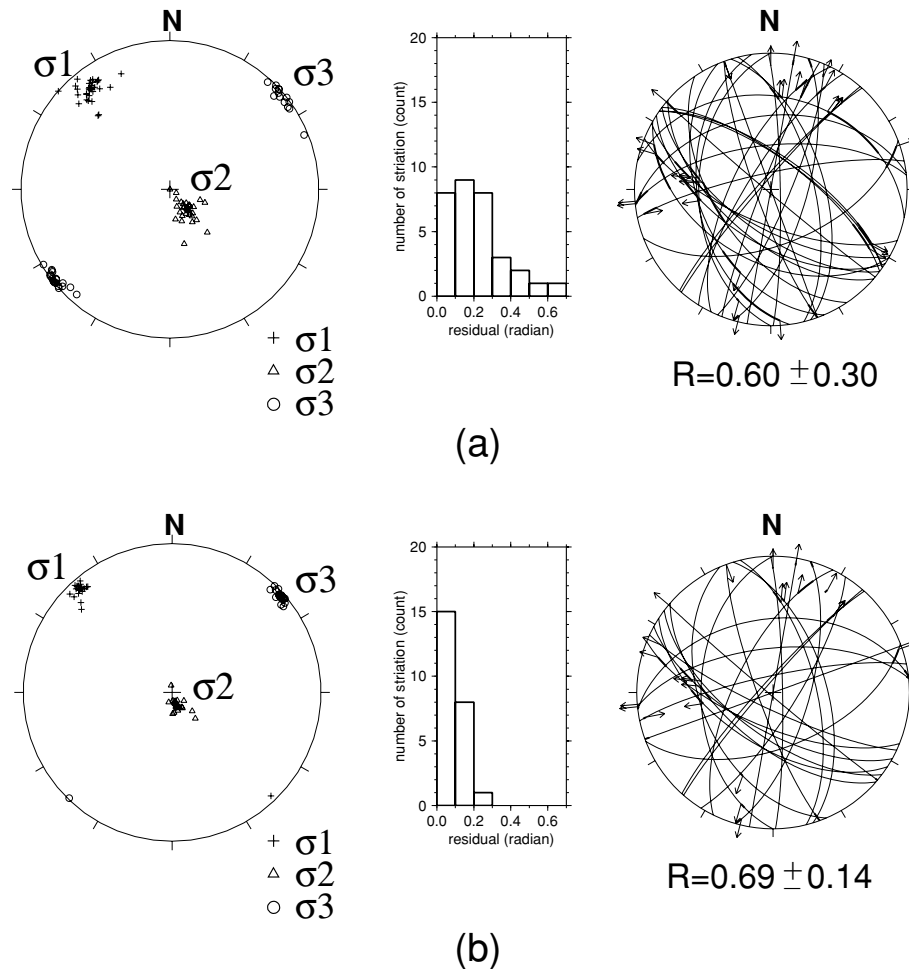 N
σ1
σ3
σ2
+ σ1
△ σ2
○ σ3
20
15
10
5
0
number of striation (count)
0.0 0.2 0.4 0.6
residual (radian)
N
R=0.60 ±0.30
(a)
N
σ1
σ3
σ2
+ σ1
△ σ2
○ σ3
20
15
10
5
0
number of striation (count)
0.0 0.2 0.4 0.6
residual (radian)
N
R=0.69 ±0.14
(b)